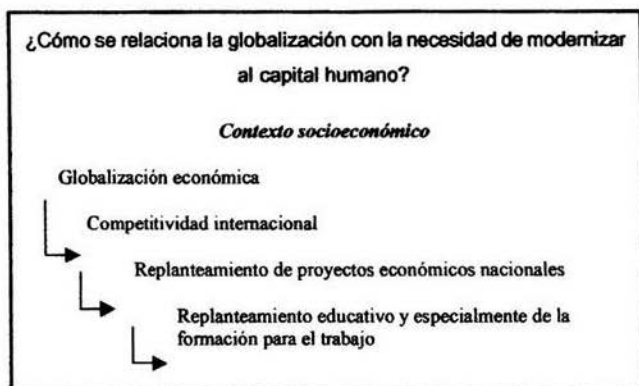 ¿Cómo se relaciona la globalización con la necesidad de modernizar
al capital humano?
Contexto socioeconómico
Globalización económica
Competitividad internacional
Replanteamiento de proyectos económicos nacionales
Replanteamiento educativo y especialmente de la
formación para el trabajo